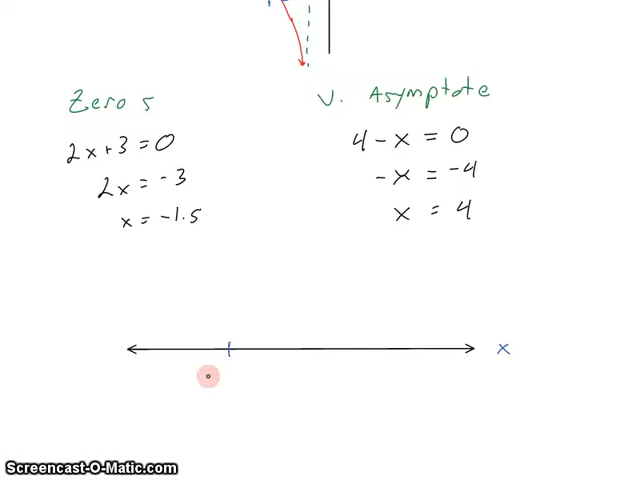 Zeros
2x + 3 = 0
2x = -3
x = -1.5
V. Asymptote
4 - x = 0
-x = -4
x = 4
x
Screencast-O-Matic.com